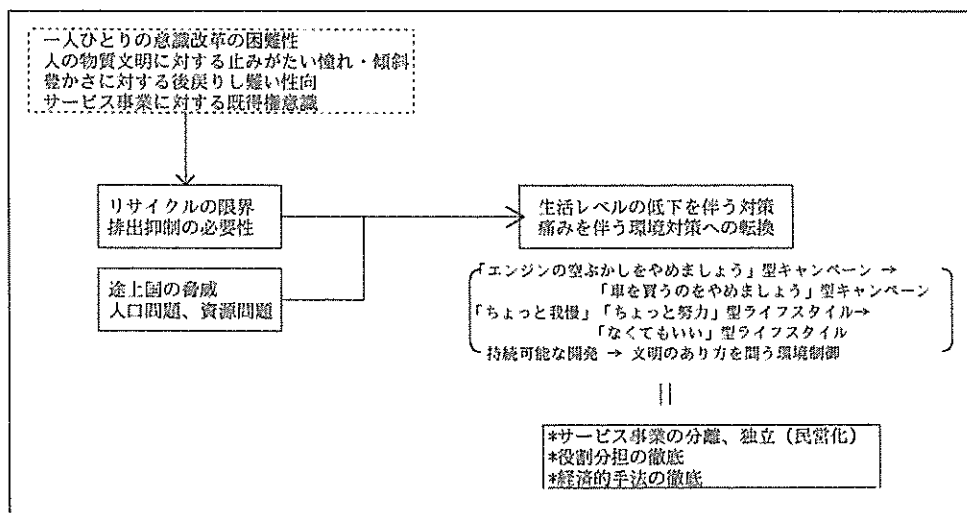 一人ひとりの意識改革の困難性
人の物質文明に対する止みがたい憧れ・傾斜
豊かさに対する後戻りし難い性向
サービス事業に対する既得権意識
リサイクルの限界
排出抑制の必要性
途上国の脅威
人口問題、資源問題
生活レベルの低下を伴う対策
痛みを伴う環境対策への転換
「エンジンの空ぶかしをやめましょう」型キャンペーン →
「車を買うのをやめましょう」型キャンペーン
「ちょっと我慢」「ちょっと努力」型ライフスタイル→
「なくてもいい」型ライフスタイル
持続可能な開発 → 文明のあり方を問う環境制御
*サービス事業の分離、独立（民営化）
*役割分担の徹底
*経済的手法の徹底